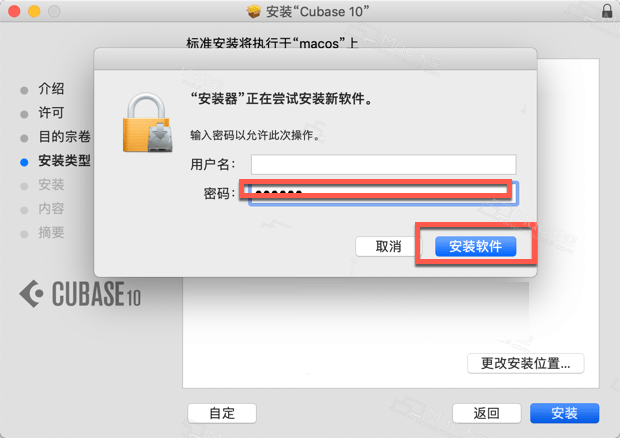 安装“Cubase 10”
标准安装将执行于“macos”上
介绍
许可
目的宗卷
安装类型
安装
内容
摘要
“安装器”正在尝试安装新软件。
输入密码以允许此次操作。
用户名：
密码：
取消
安装软件
CUBASE 10
更改安装位置...
自定
返回
安装